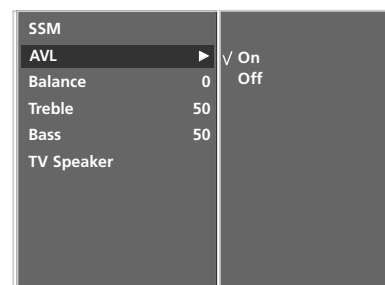 SSM
AVL ▶ √ On
Balance 0 Off
Treble 50
Bass 50
TV Speaker